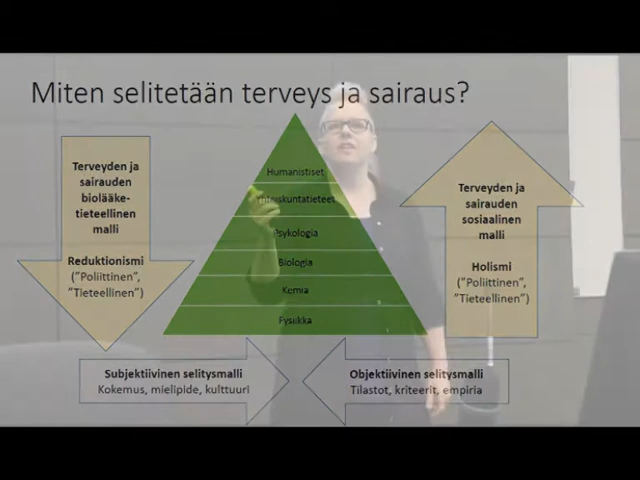 Miten selitetään terveys ja sairaus?
Terveyden ja
sairauden
biolääke-
tieteellinen
malli
Reduktionismi
("Poliittinen",
"Tieteellinen")
Humanistiset
Yhteiskuntatieteet
Psykologia
Biologia
Kemia
Fysiikka
Terveyden ja
sairauden
sosiaalinen
malli
Holismi
("Poliittinen",
"Tieteellinen")
Subjektiivinen selitysmalli
Kokemus, mielipide, kulttuuri
Objektiivinen selitysmalli
Tilastot, kriteerit, empiria